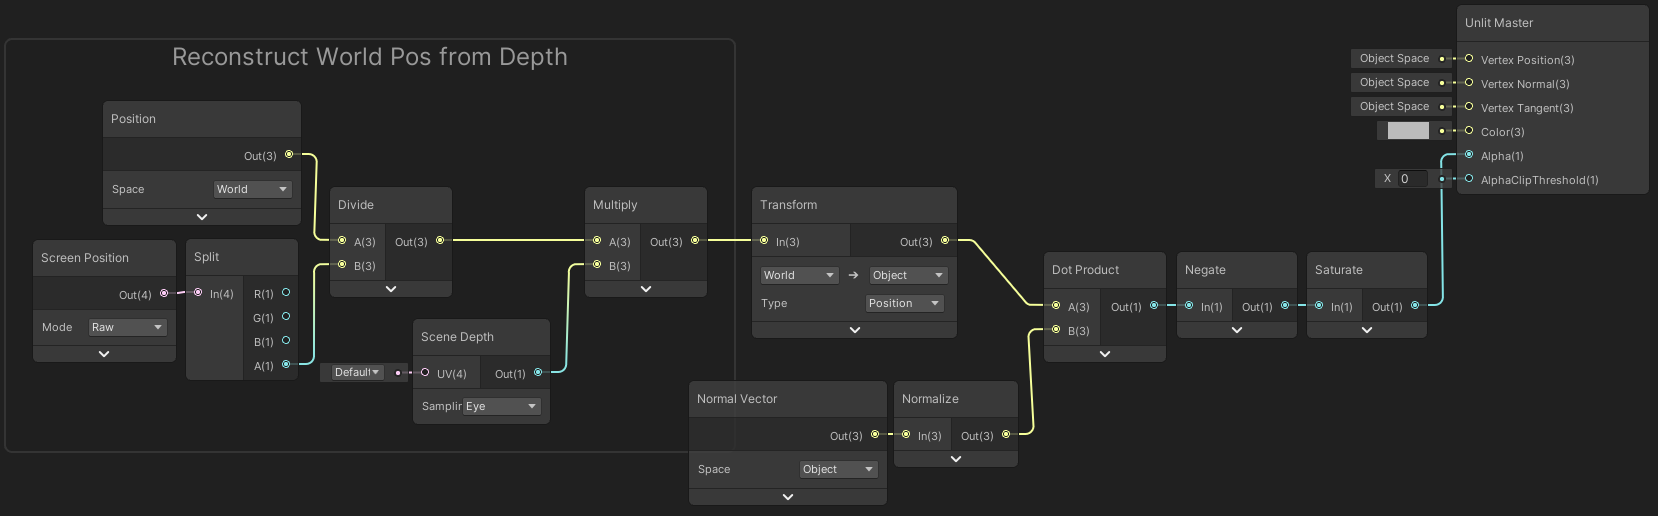 Reconstruct World Pos from Depth
Position
Out(3)
Space World
Screen Position
Out(4)
Mode Raw
Split
In(4) R(1)
G(1)
B(1)
A(1)
Divide
A(3) Out(3)
B(3)
Scene Depth
Default
UV(4) Out(1)
Samplin Eye
Multiply
A(3) Out(3)
B(3)
Transform
In(3) Out(3)
World Object
Type Position
Normal Vector
Out(3)
Space Object
Normalize
In(3) Out(3)
Dot Product
A(3) Out(1)
B(3)
Negate
In(1) Out(1)
Saturate
In(1) Out(1)
Unlit Master
Object Space Vertex Position(3)
Object Space Vertex Normal(3)
Object Space Vertex Tangent(3)
Color(3)
Alpha(1)
X 0 AlphaClipThreshold(1)